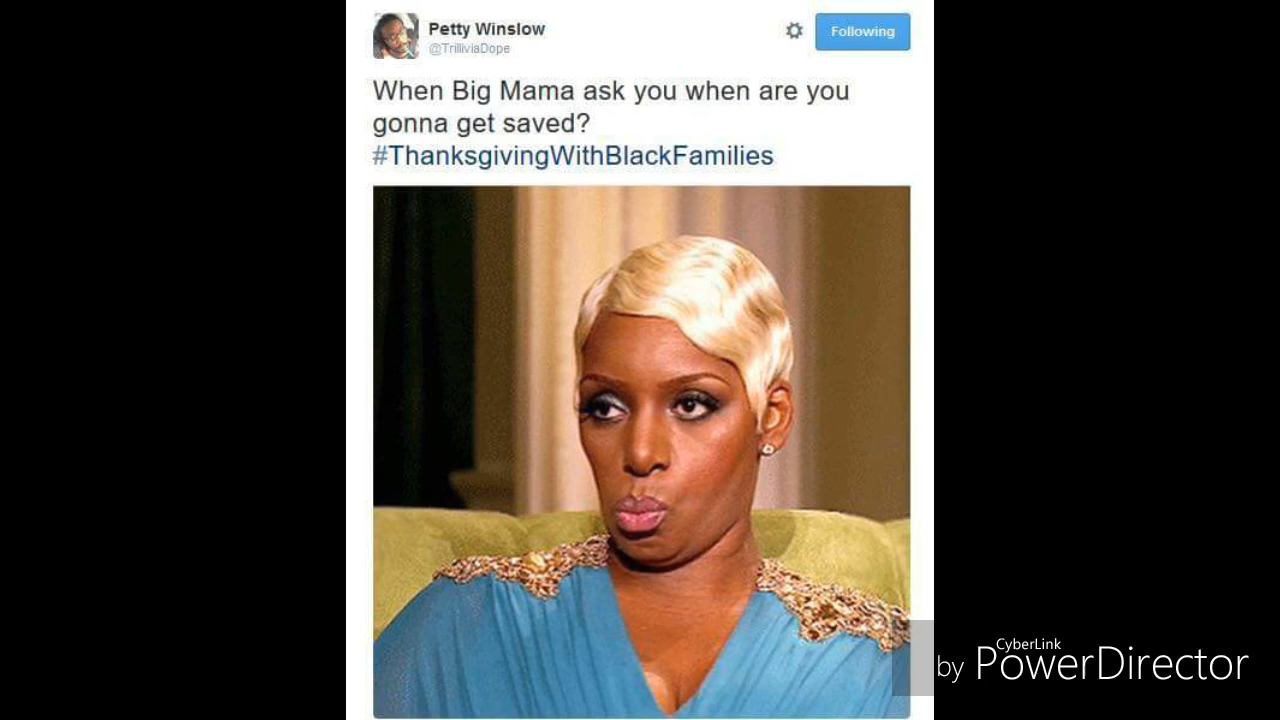 Petty Winslow
@TrilliviaDope
Following
When Big Mama ask you when are you
gonna get saved?
#ThanksgivingWithBlackFamilies
CyberLink
by PowerDirector